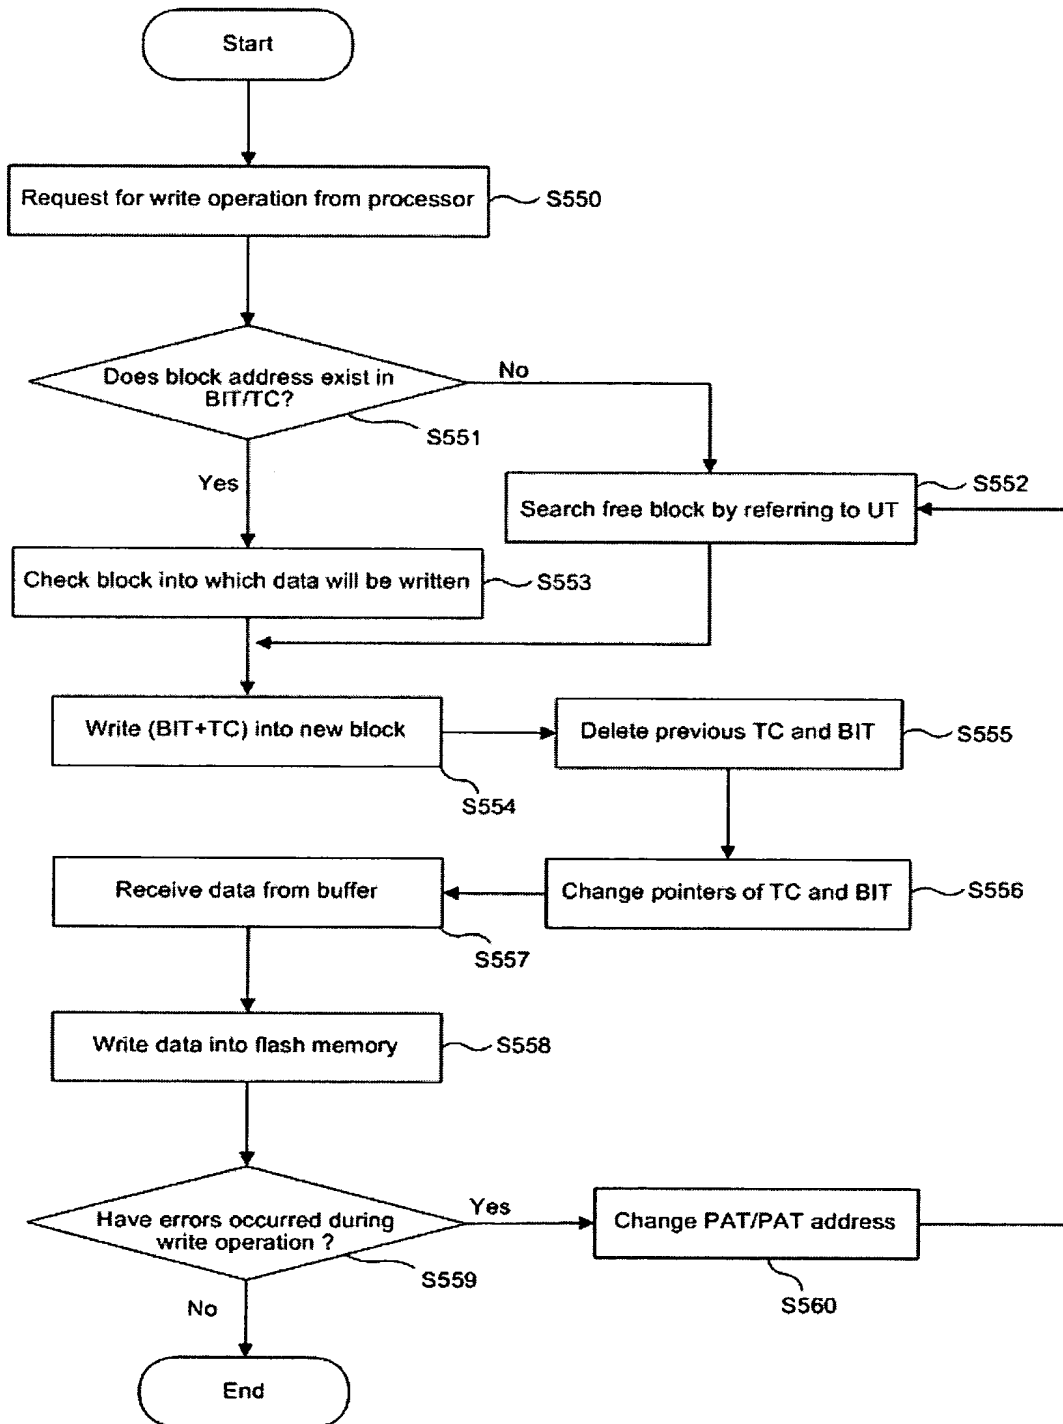 Start
Request for write operation from processor
S550
Does block address exist in
BIT/TC?
No
S551
Yes
S552
Search free block by referring to UT
Check block into which data will be written
S553
Write (BIT+TC) into new block
Delete previous TC and BIT
S555
S554
Receive data from buffer
Change pointers of TC and BIT
S556
S557
Write data into flash memory
S558
Have errors occurred during
write operation ?
Yes
Change PAT/PAT address
S559
S560
No
End